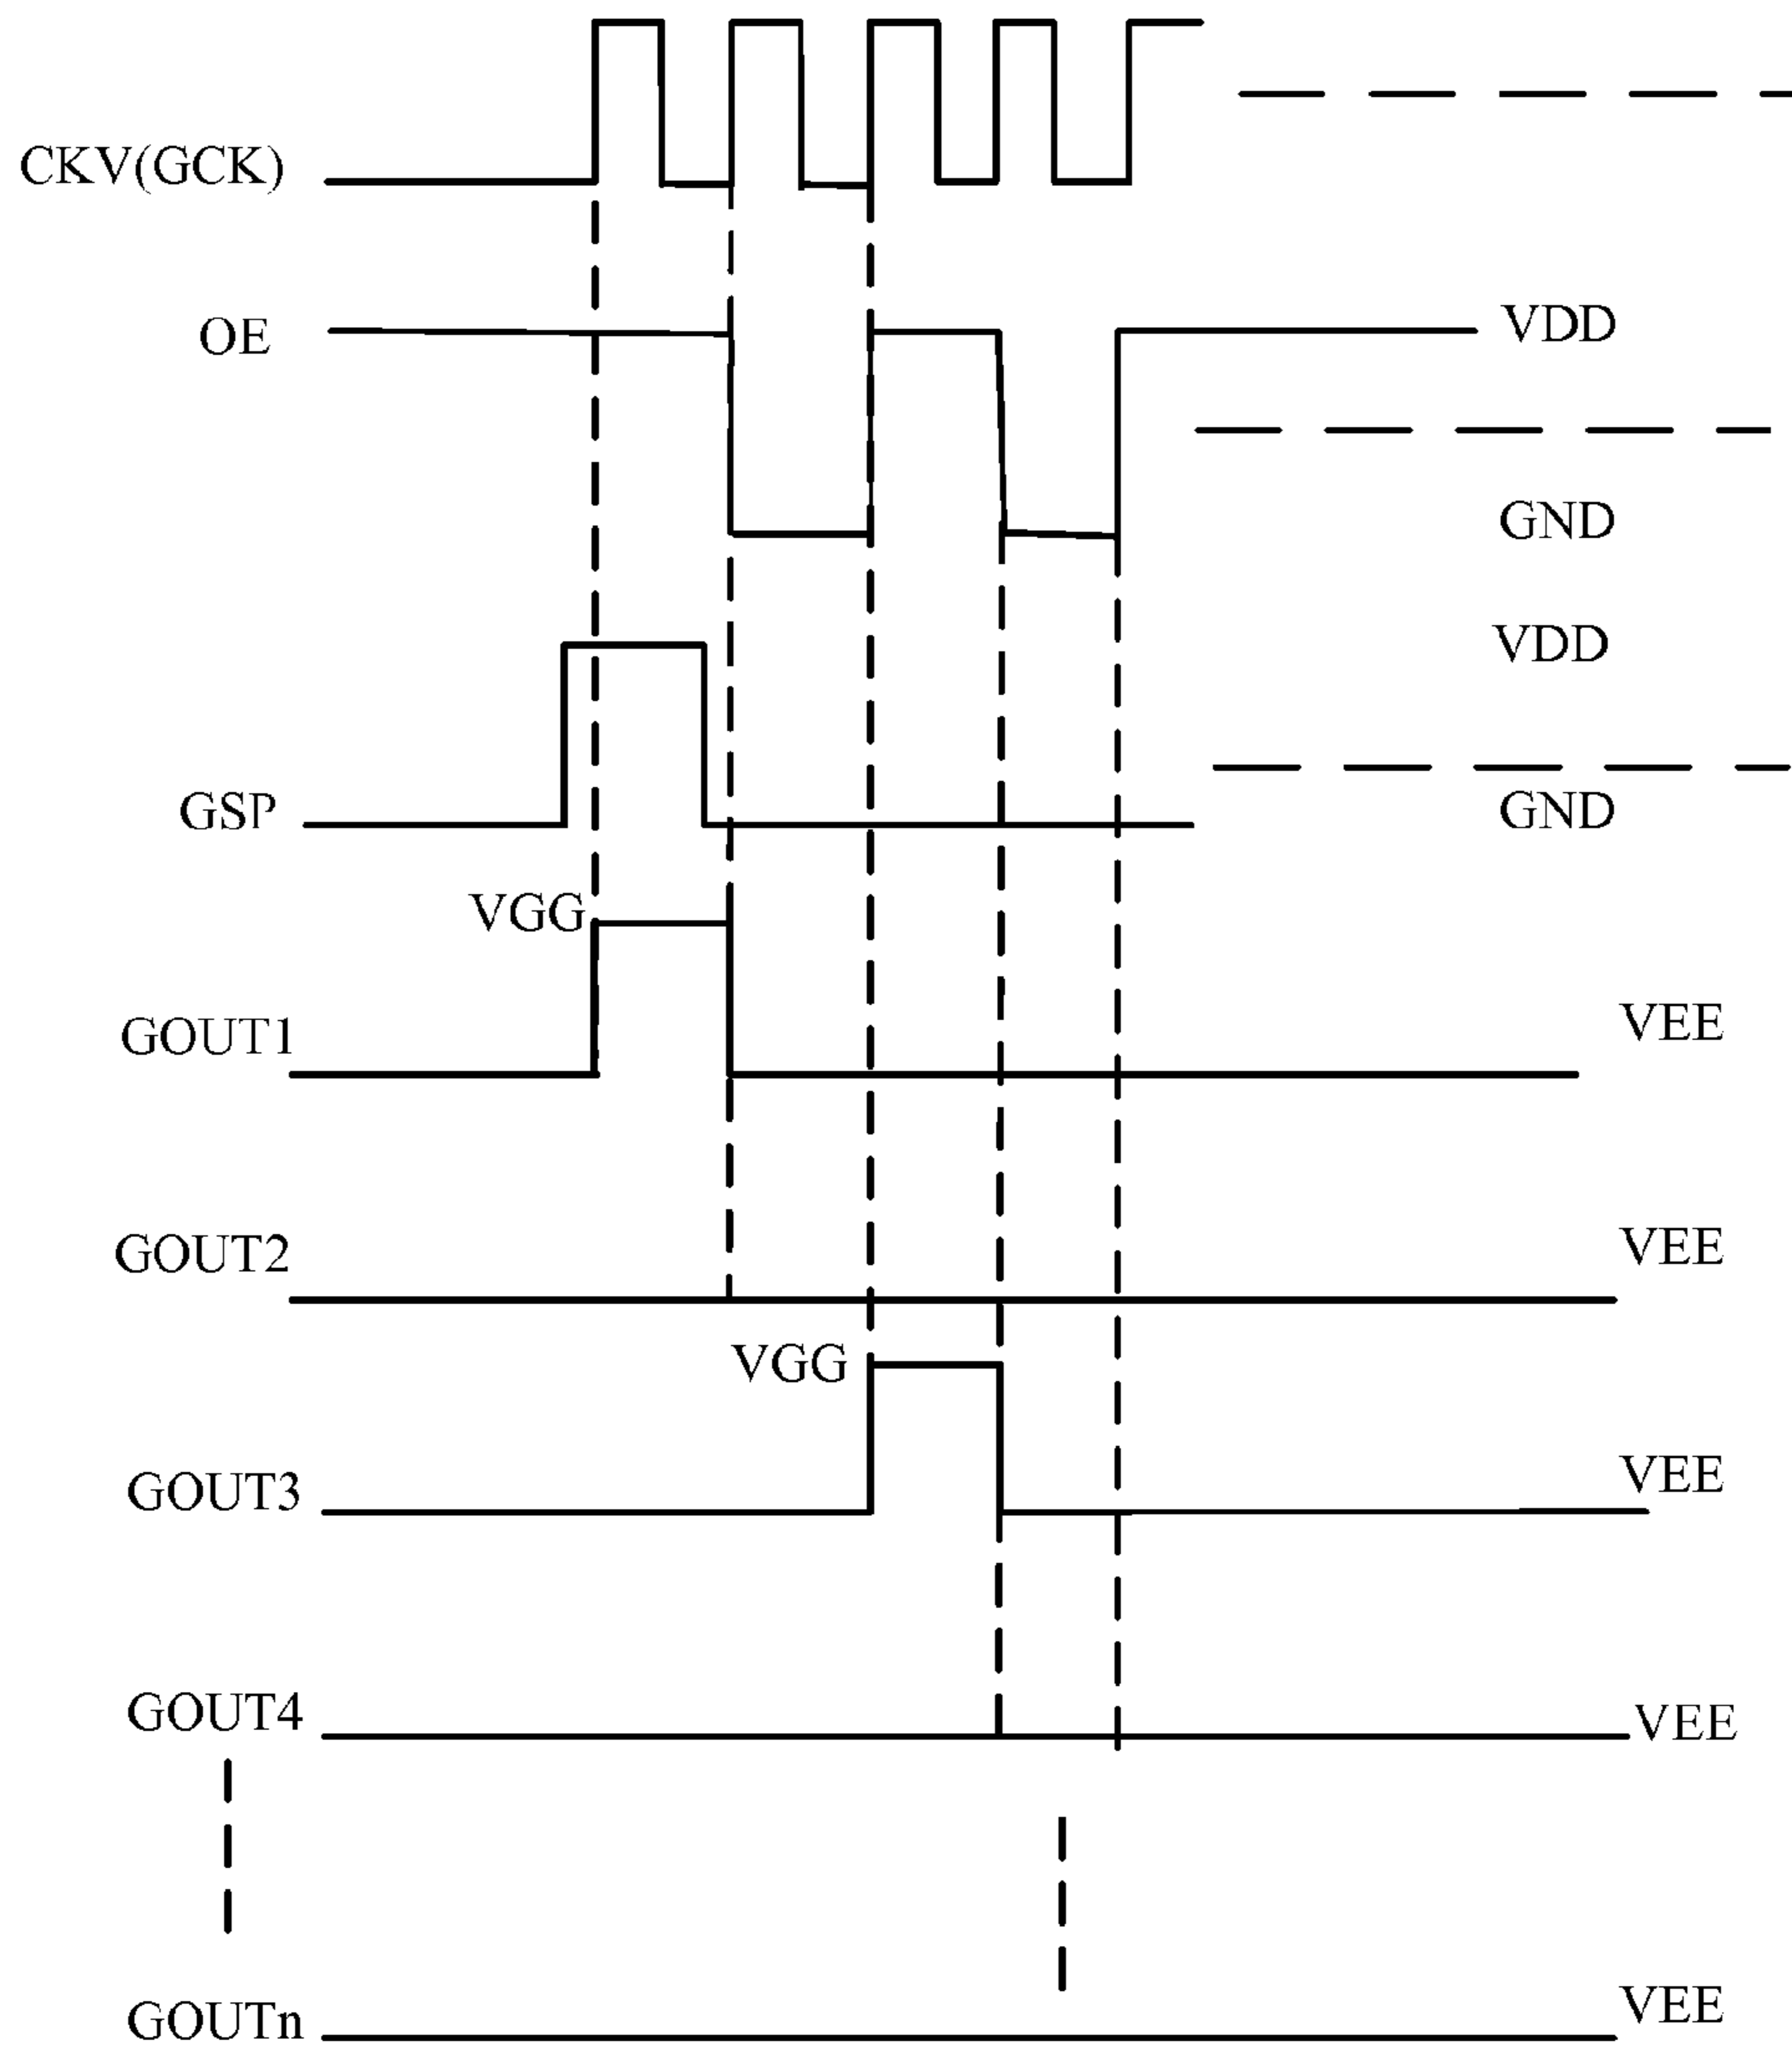 CKV(GCK)
OE
VDD
GND
VDD
GSP
GND
VGG
GOUT1
VEE
GOUT2
VEE
VGG
GOUT3
VEE
GOUT4
VEE
GOUTn
VEE